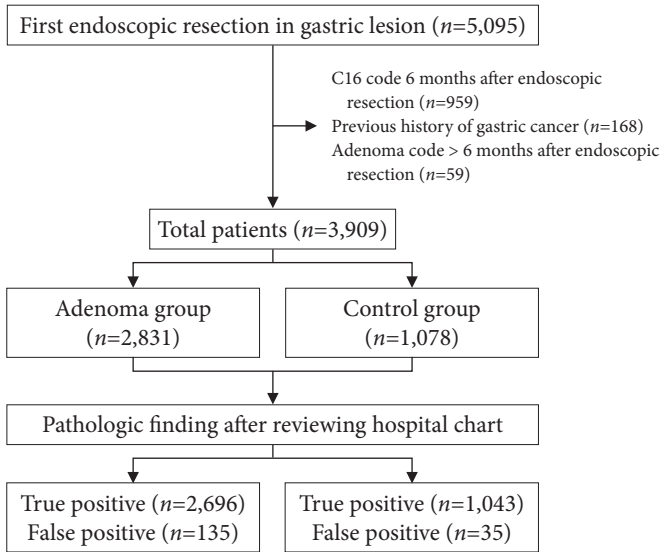 First endoscopic resection in gastric lesion (n=5,095)
C16 code 6 months after endoscopic
resection (n=959)
Previous history of gastric cancer (n=168)
Adenoma code > 6 months after endoscopic
resection (n=59)
Total patients (n=3,909)
Adenoma group
(n=2,831)
Control group
(n=1,078)
Pathologic finding after reviewing hospital chart
True positive (n=2,696)
False positive (n=135)
True positive (n=1,043)
False positive (n=35)